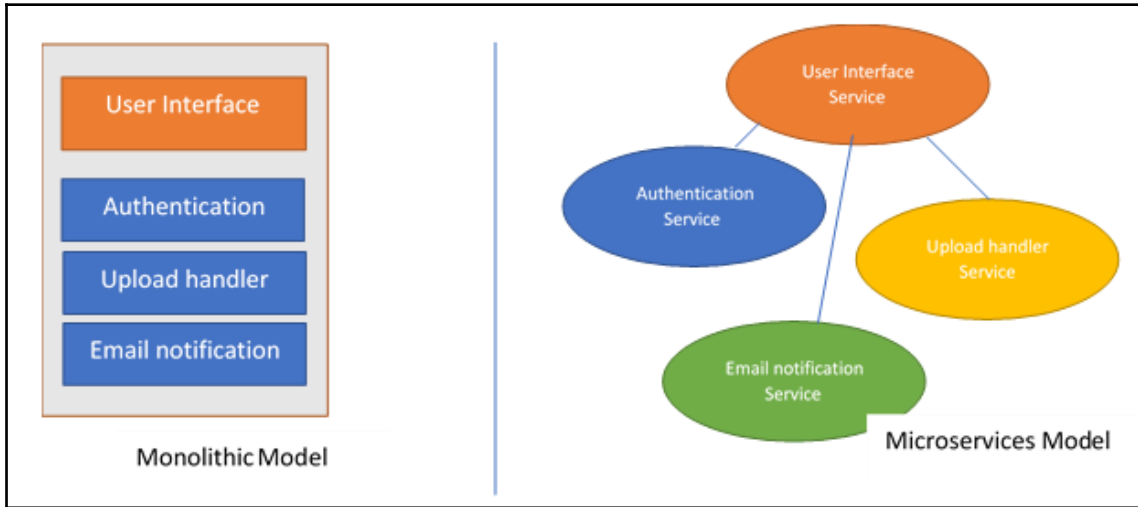 User Interface
Authentication
Upload handler
Email notification
Monolithic Model
User Interface
Service
Authentication
Service
Upload handler
Service
Email notification
Service
Microservices Model